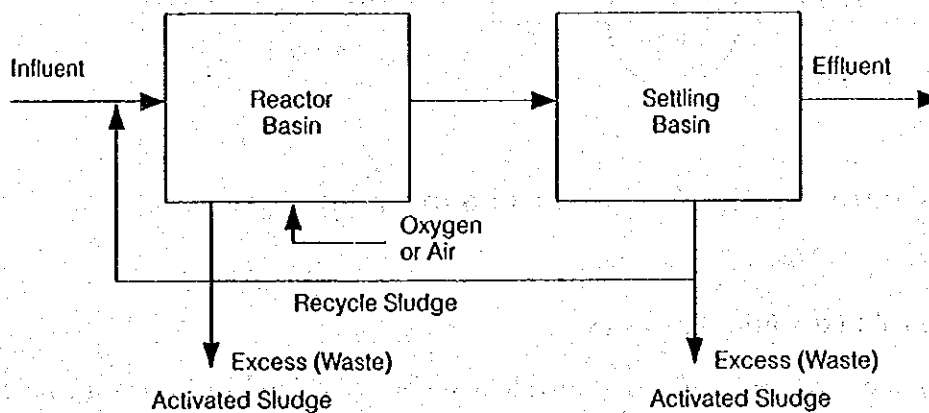 Influent
Reactor
Basin
Settling
Basin
Effluent
Oxygen
or Air
Recycle Sludge
Excess (Waste)
Activated Sludge
Excess (Waste)
Activated Sludge